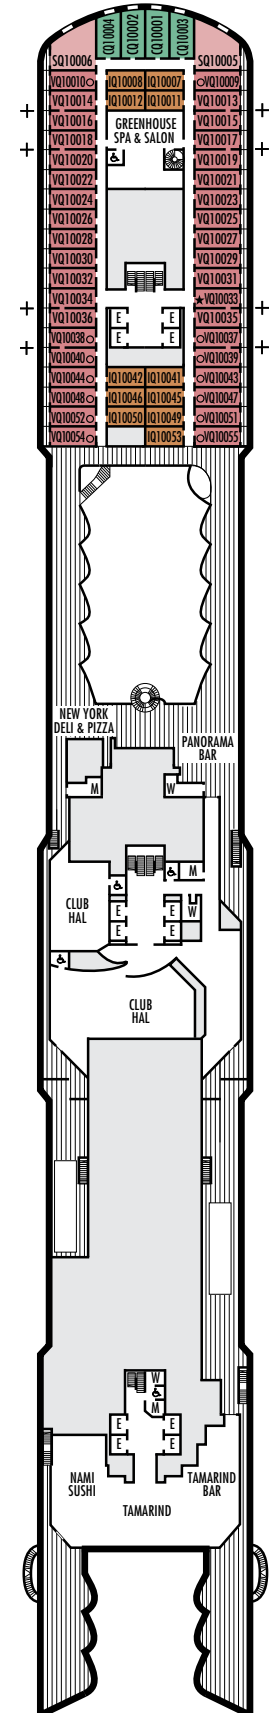 CQ10004 CQ10002 CQ10001 CQ10003
SQ10006 SQ10005
VQ10010 IQ10008 IQ10007 VQ10009
VQ10014 IQ10012 IQ10011 VQ10013
VQ10016 GREENHOUSE VQ10015
VQ10018 SPA & SALON VQ10017
VQ10020 VQ10019
VQ10022 VQ10021
VQ10024 VQ10023
VQ10026 VQ10025
VQ10028 VQ10027
VQ10030 VQ10029
VQ10032 VQ10031
VQ10034 VQ10033
VQ10036 E E VQ10035
VQ10038 E E VQ10037
VQ10040 VQ10039
VQ10044 IQ10042 IQ10041 VQ10043
VQ10048 IQ10046 IQ10045 VQ10047
VQ10052 IQ10050 IQ10049 VQ10051
VQ10054 IQ10053 VQ10055
NEW YORK
DELI & PIZZA
PANORAMA
BAR
M W
M
CLUB
HAL
E E W
E E
CLUB
HAL
W
M
E E
E E
NAMI
SUSHI
TAMARIND
BAR
TAMARIND